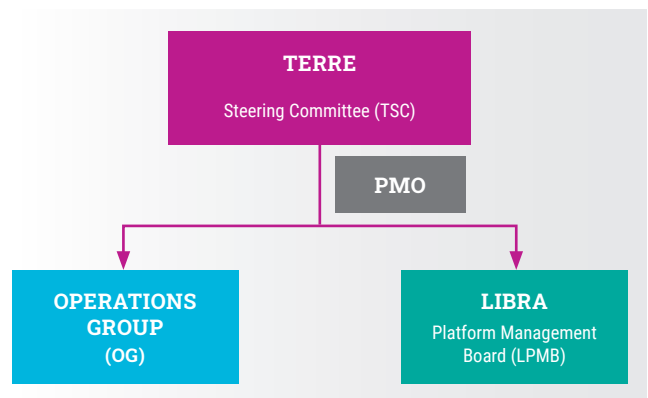 TERRE
Steering Committee (TSC)
PMO
OPERATIONS
GROUP
(OG)
LIBRA
Platform Management
Board (LPMB)